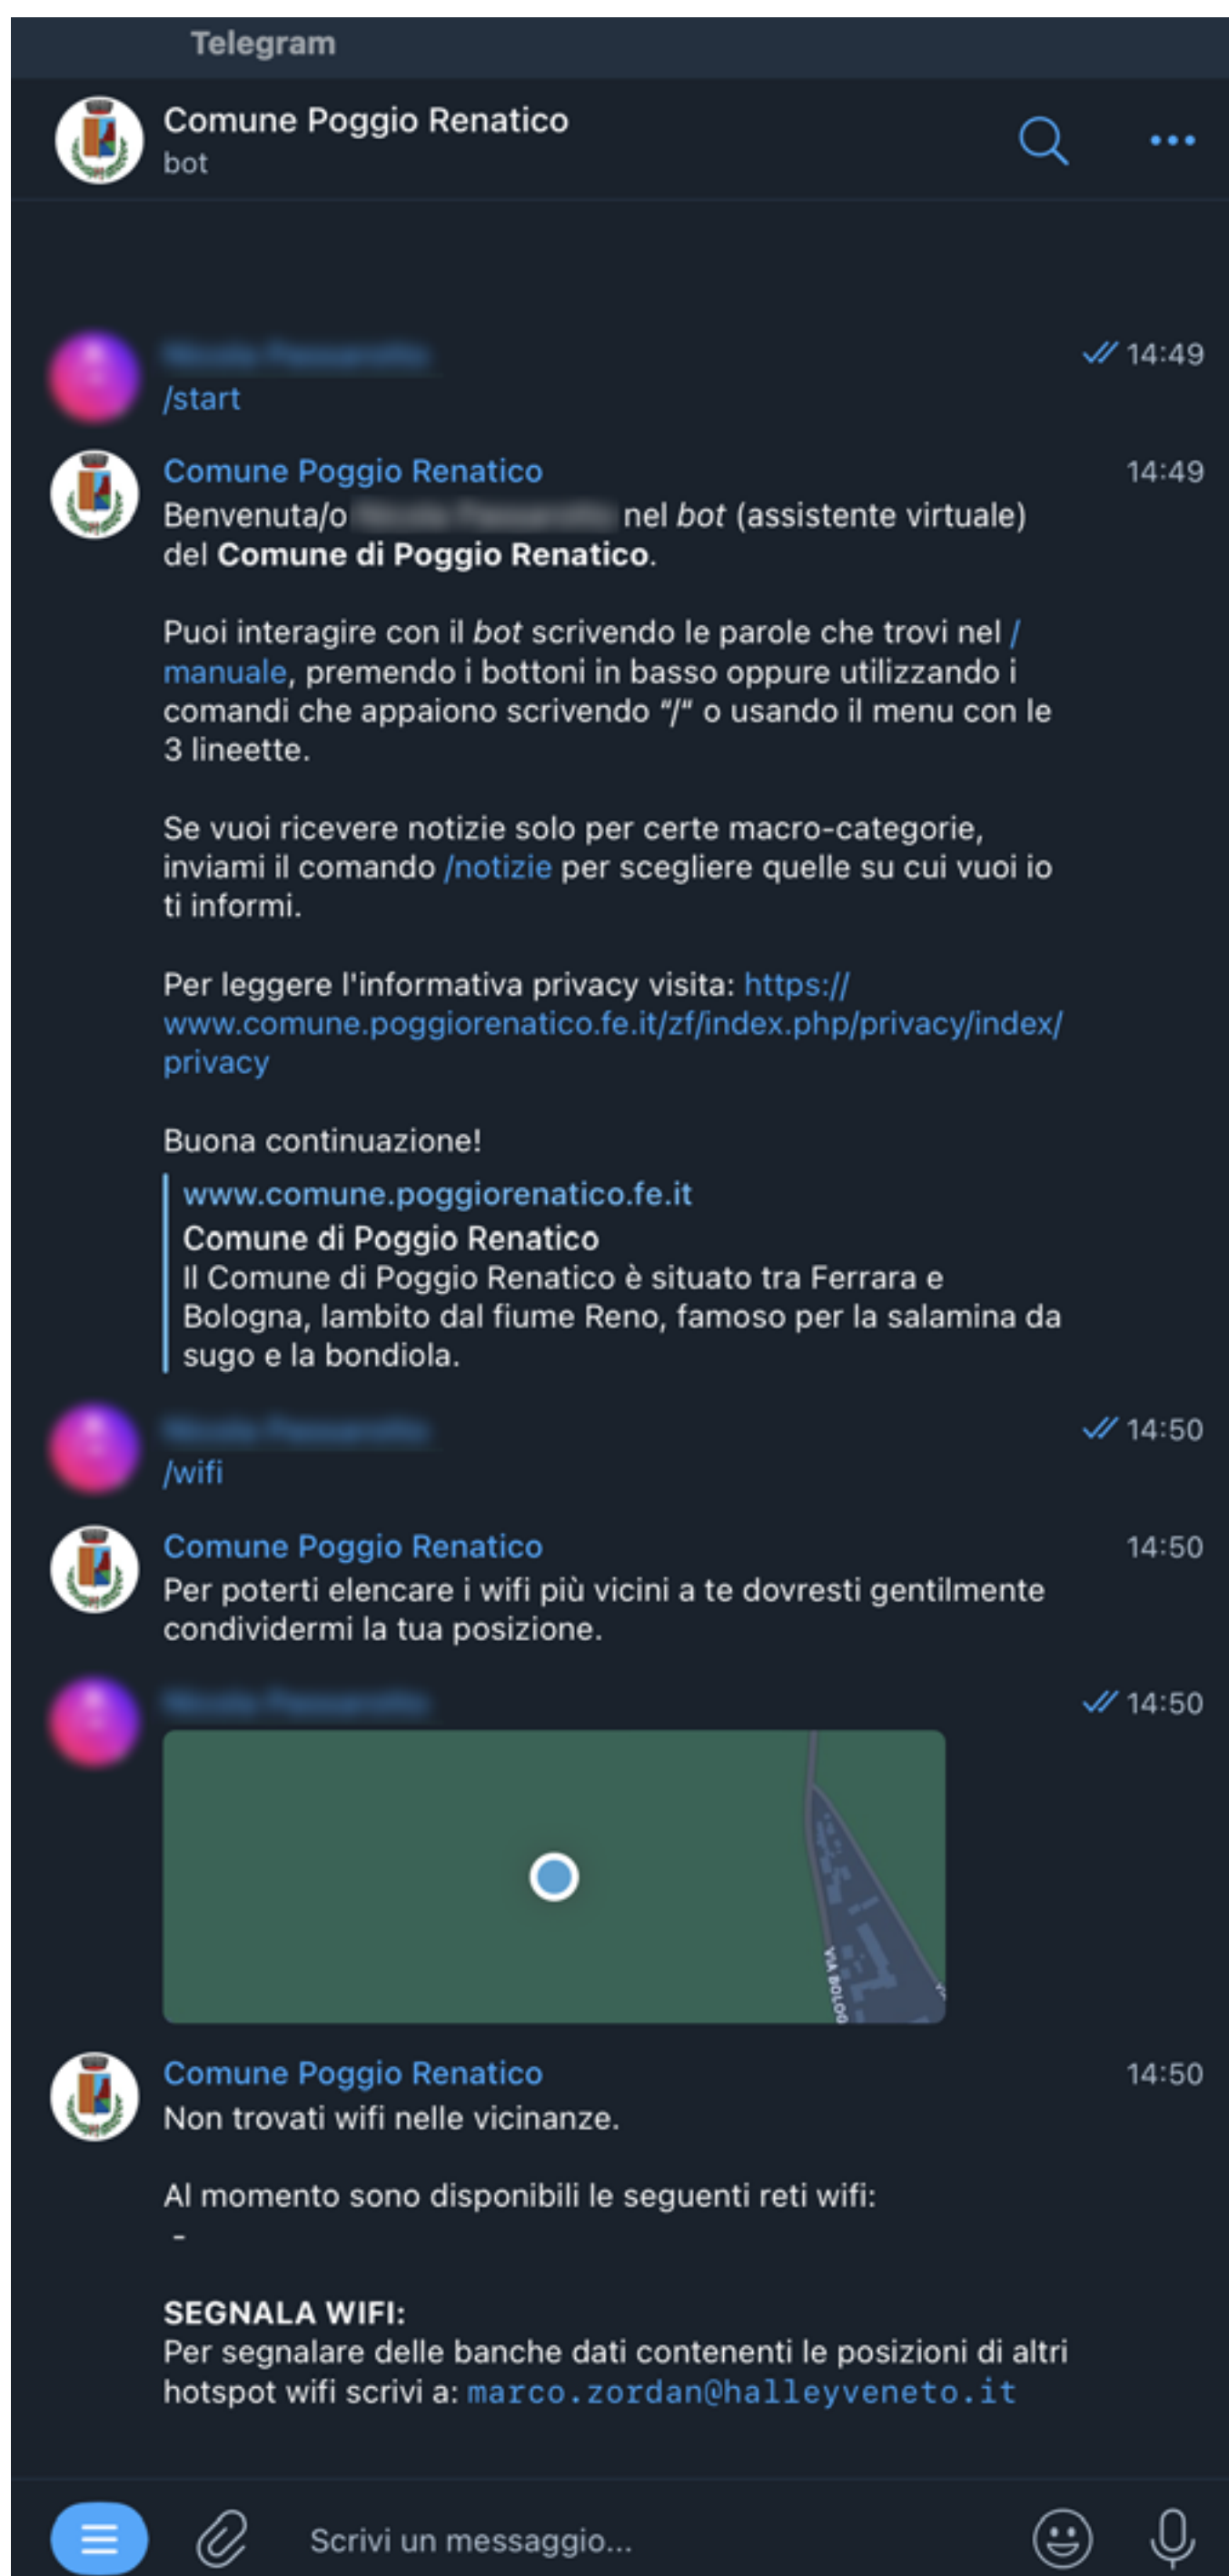 Telegram
Comune Poggio Renatico
bot
14:49
/start
Comune Poggio Renatico 14:49
Benvenuta/o nel bot (assistente virtuale)
del Comune di Poggio Renatico.
Puoi interagire con il bot scrivendo le parole che trovi nel /
manuale, premendo i bottoni in basso oppure utilizzando i
comandi che appaiono scrivendo “/“ o usando il menu con le
3 lineette.
Se vuoi ricevere notizie solo per certe macro-categorie,
inviami il comando /notizie per scegliere quelle su cui vuoi io
ti informi.
Per leggere l'informativa privacy visita: https://
www.comune.poggiorenatico.fe.it/zf/index.php/privacy/index/
privacy
Buona continuazione!
www.comune.poggiorenatico.fe.it
Comune di Poggio Renatico
Il Comune di Poggio Renatico è situato tra Ferrara e
Bologna, lambito dal fiume Reno, famoso per la salamina da
sugo e la bondiola.
14:50
/wifi
Comune Poggio Renatico 14:50
Per poterti elencare i wifi più vicini a te dovresti gentilmente
condividermi la tua posizione.
14:50
VIA BOLOG
Comune Poggio Renatico 14:50
Non trovati wifi nelle vicinanze.
Al momento sono disponibili le seguenti reti wifi:
-
SEGNALA WIFI:
Per segnalare delle banche dati contenenti le posizioni di altri
hotspot wifi scrivi a: marco.zordan@halleyveneto.it
Scrivi un messaggio...